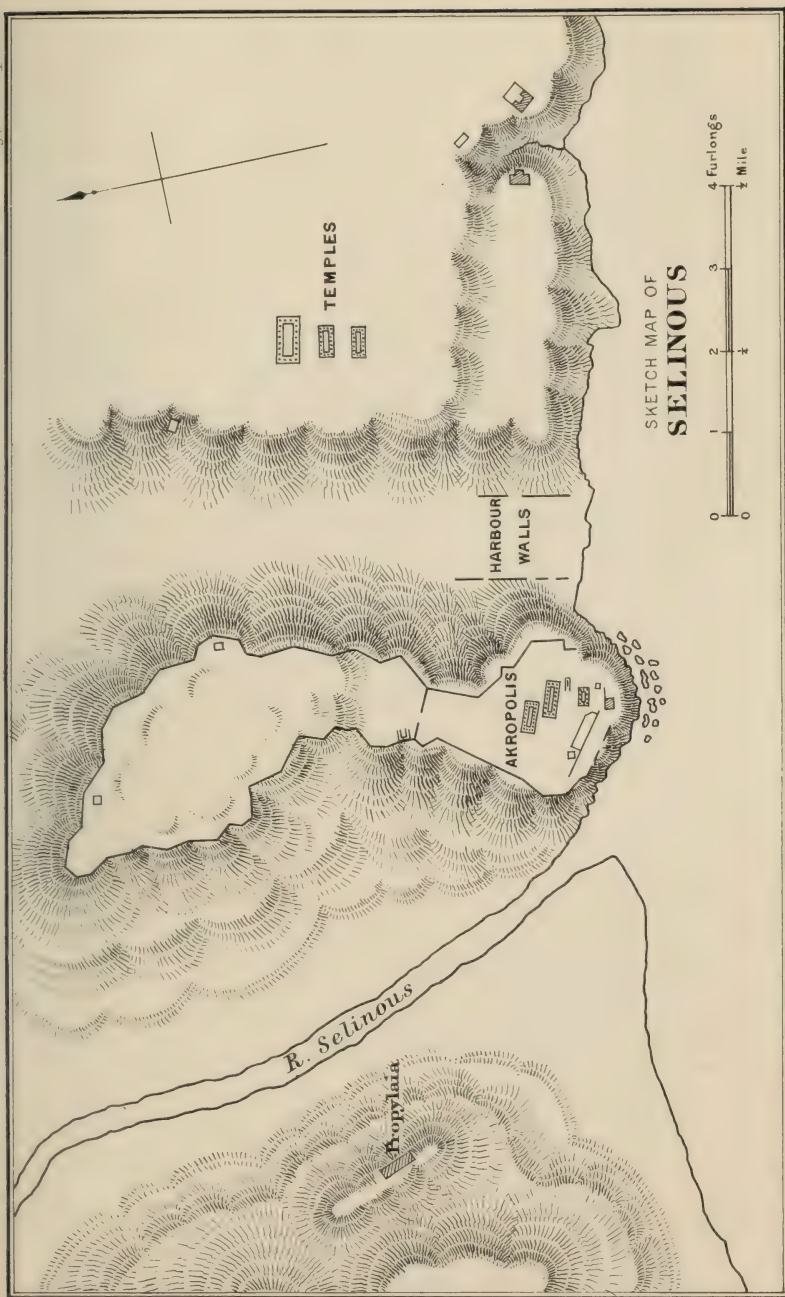 TEMPLES
HARBOUR
WALLS
AKROPOLIS
R. Selinous
Propylaia
SKETCH MAP OF
SELINOUS
0 1 2 3 4 Furlongs
0 ¼ ½ Mile